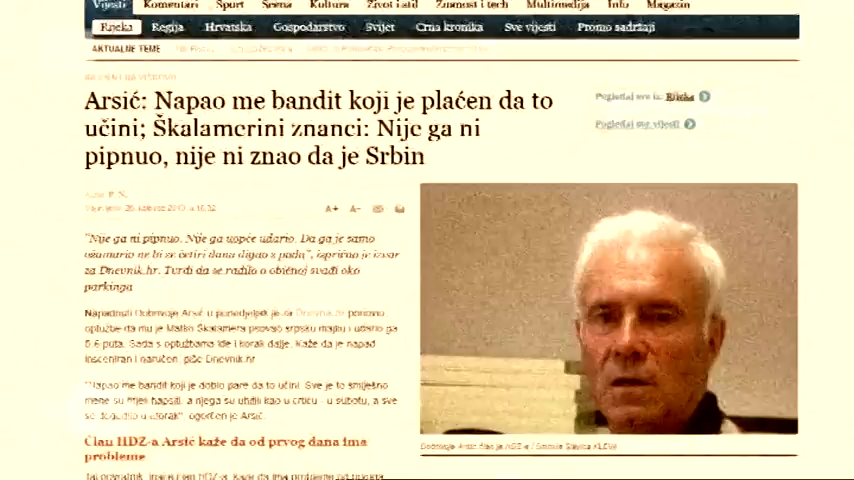 Vijesti Komentari Sport Scena Kultura Život i stil Znanost i tech Multimedija Info Magazin
Rijeka Regija Hrvatska Gospodarstvo Svijet Crna kronika Sve vijesti Promo sadržaji
AKTUALNE TEME
Arsić: Napao me bandit koji je plaćen da to
učini; Škalamerini znanci: Nije ga ni
pipnuo, nije ni znao da je Srbin
Pogledaj sve iz: Rijeka
Pogledaj sve vijesti
A+ A-
"Nije ga ni pipnuo. Nije ga uopće udario. Da ga je samo
ošamario ne bi se četiri dana digao s poda", ispričao je izvor
za Dnevnik.hr. Tvrdi da se radilo o običnoj svađi oko
parkinga
Napadnuti Dobrivoje Arsić u ponedjeljak je za Dnevnik.hr ponovio
optužbe da mu je Matko Škalamera psovao srpsku majku i udario ga
5-6 puta. Sada s optužbama ide i korak dalje. Kaže da je napad
insceniran i naručen, piše Dnevnik.hr
"Napao me bandit koji je dobio pare da to učini. Sve je to smiješno
mene su htjeli hapsiti, a njega su uhitili kao u crtiću - u subotu, a sve
se dogodilo u utorak", ogorčen je Arsić.
Član HDZ-a Arsić kaže da od prvog dana ima
probleme
Dobrivoje Arsić član je HDZ-a